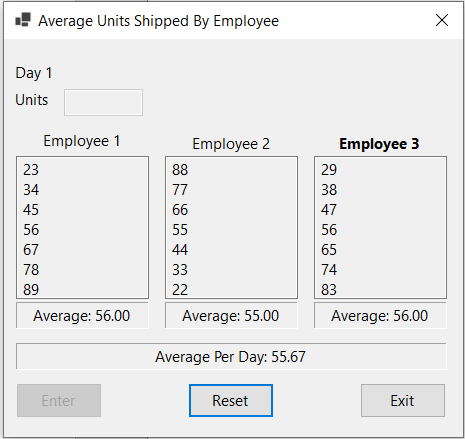 Average Units Shipped By Employee
Day 1
Units
Employee 1 Employee 2 Employee 3
23 88 29
34 77 38
45 66 47
56 55 56
67 44 65
78 33 74
89 22 83
Average: 56.00 Average: 55.00 Average: 56.00
Average Per Day: 55.67
Enter Reset Exit